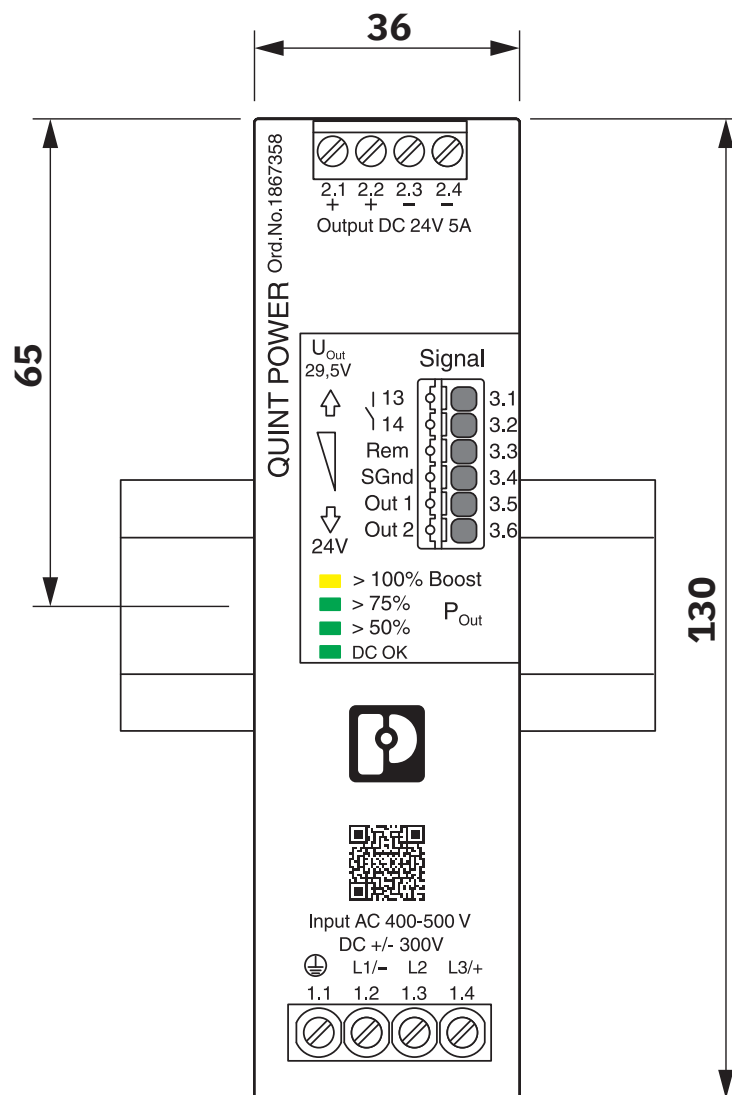 36
65
130
QUINT POWER Ord.No.1867358
2.1 2.2 2.3 2.4
+ + − −
Output DC 24V 5A
UOut
29,5V
24V
Signal
13 3.1
14 3.2
Rem 3.3
SGnd 3.4
Out 1 3.5
Out 2 3.6
> 100% Boost
> 75%
> 50%
DC OK
POut
Input AC 400-500 V
DC +/- 300V
L1/− L2 L3/+
1.1 1.2 1.3 1.4